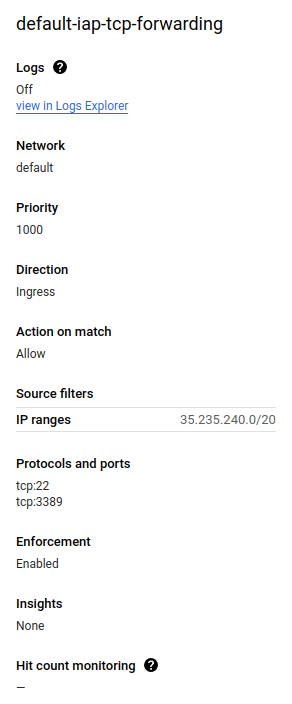 default-iap-tcp-forwarding
Logs ?
Off
view in Logs Explorer
Network
default
Priority
1000
Direction
Ingress
Action on match
Allow
Source filters
IP ranges 35.235.240.0/20
Protocols and ports
tcp:22
tcp:3389
Enforcement
Enabled
Insights
None
Hit count monitoring ?
—